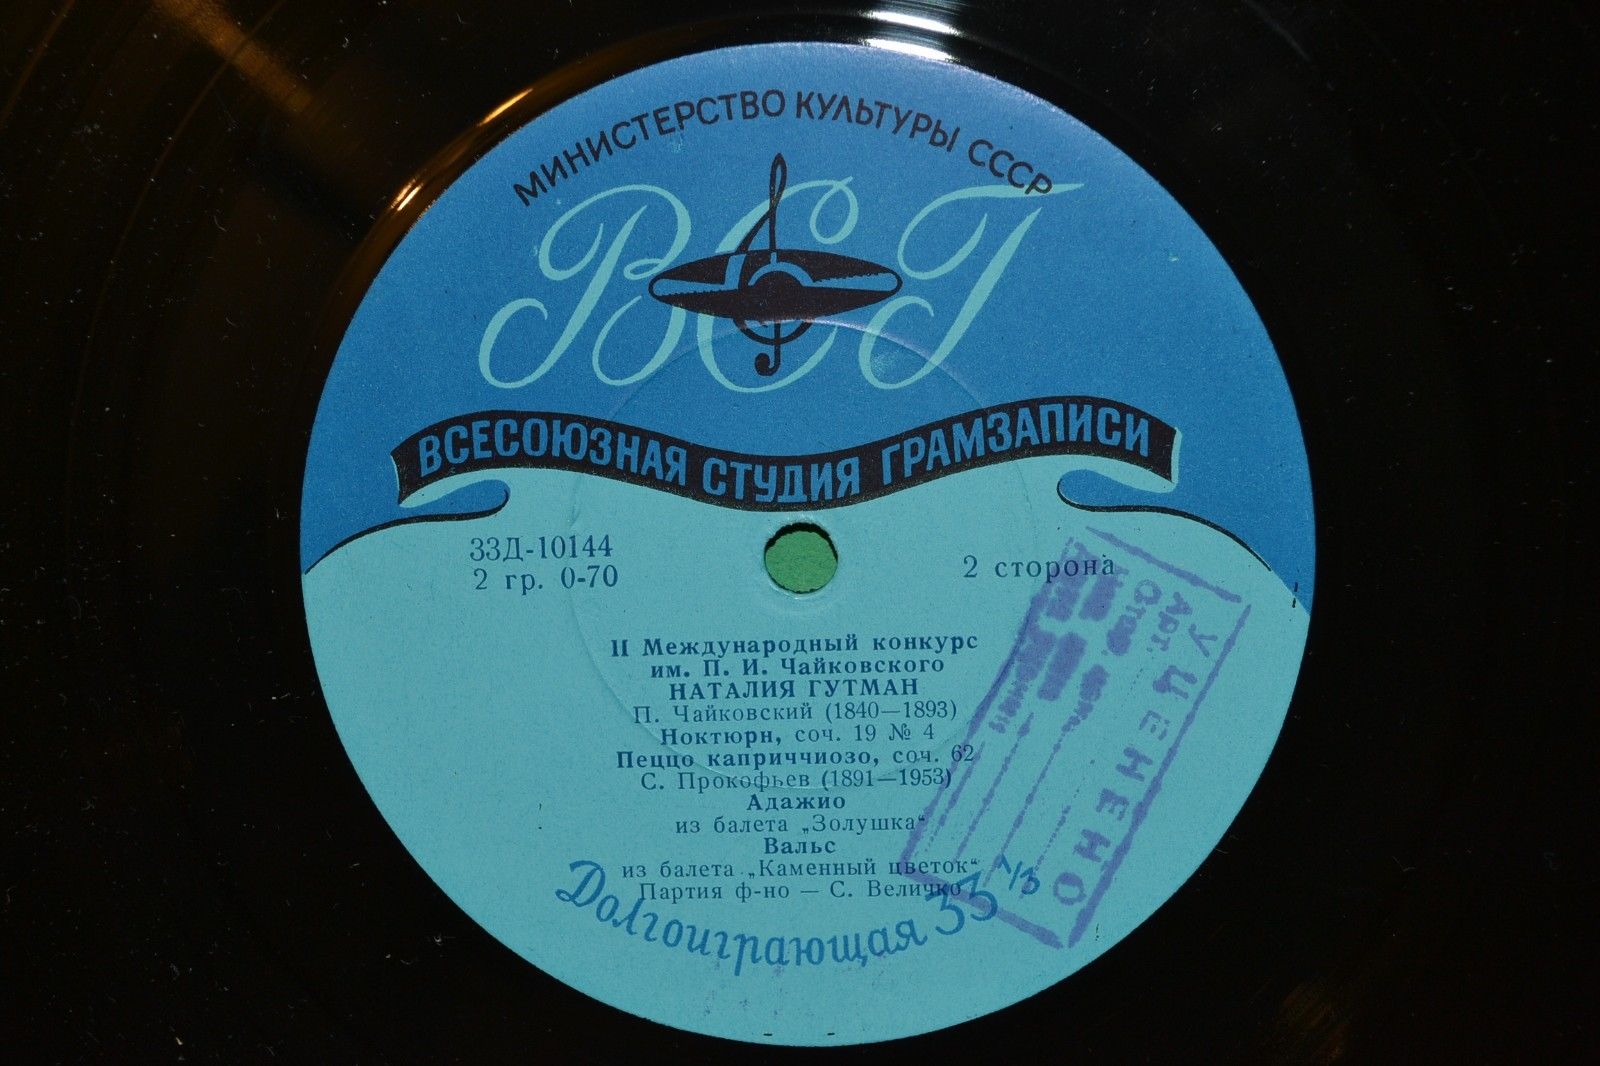 МИНИСТЕРСТВО КУЛЬТУРЫ СССР
ВСГ
ВСЕСОЮЗНАЯ СТУДИЯ ГРАМЗАПИСИ
33Д-10144
2 гр. 0-70
2 сторона
II Международный конкурс
им. П. И. Чайковского
НАТАЛИЯ ГУТМАН
П. Чайковский (1840—1893)
Ноктюрн, соч. 19 № 4
Пеццо каприччиозо, соч. 62
С. Прокофьев (1891—1953)
Адажио
из балета „Золушка“
Вальс
из балета „Каменный цветок“
Партия ф-но — С. Величко
Долгоиграющая 33 1/3
УЦЕНЕНО
Арт.